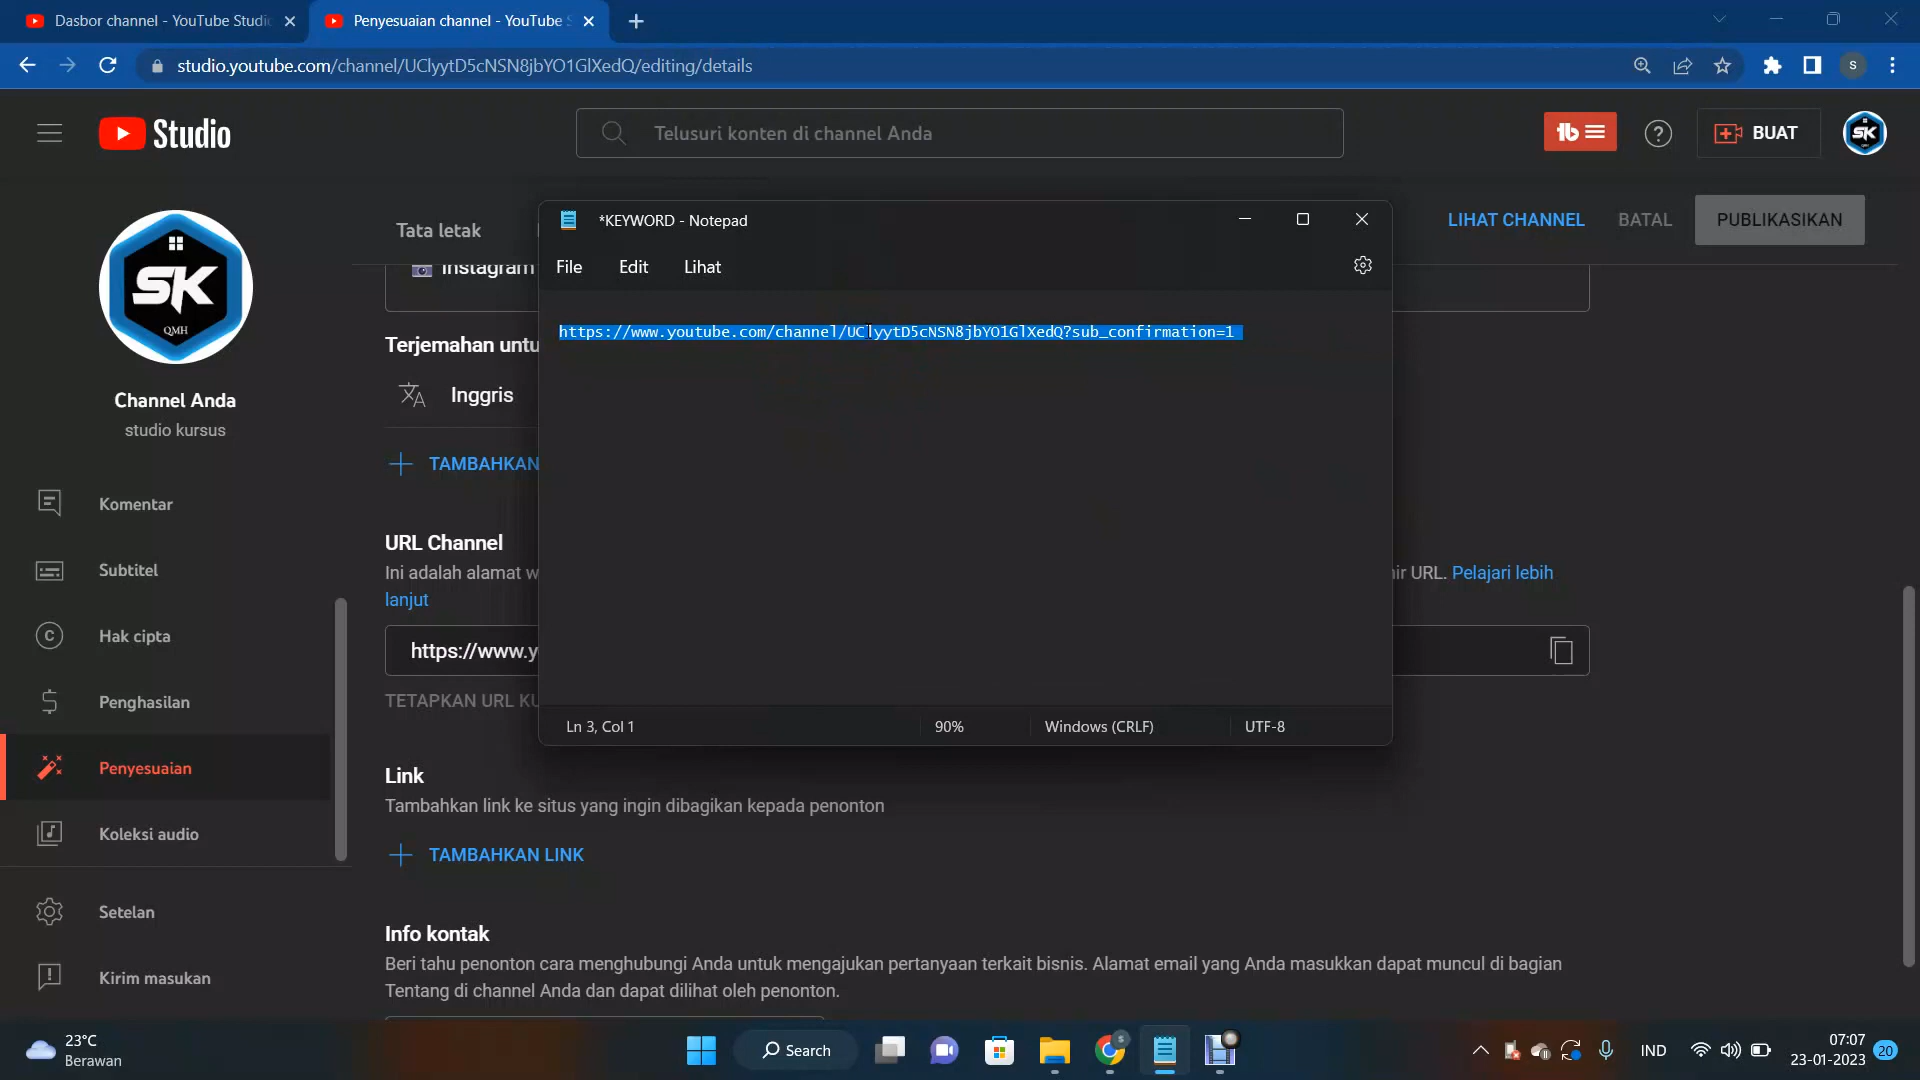 Dasbor channel - YouTube Studio
Penyesuaian channel - YouTube S
studio.youtube.com/channel/UClyytD5cNSN8jbYO1GlXedQ/editing/details
S
Studio
Telusuri konten di channel Anda
tb
?
BUAT
SK
Tata letak
LIHAT CHANNEL
BATAL
PUBLIKASIKAN
*KEYWORD - Notepad
File
Edit
Lihat
https://www.youtube.com/channel/UClyytD5cNSN8jbYO1GlXedQ?sub_confirmation=1
Ln 3, Col 1
90%
Windows (CRLF)
UTF-8
SK
QMH
Channel Anda
studio kursus
Komentar
Subtitel
Hak cipta
Penghasilan
Penyesuaian
Koleksi audio
Setelan
Kirim masukan
Instagram
Terjemahan untu
Inggris
TAMBAHKAN
URL Channel
Ini adalah alamat w
ir URL. Pelajari lebih
lanjut
https://www.y
TETAPKAN URL KU
Link
Tambahkan link ke situs yang ingin dibagikan kepada penonton
TAMBAHKAN LINK
Info kontak
Beri tahu penonton cara menghubungi Anda untuk mengajukan pertanyaan terkait bisnis. Alamat email yang Anda masukkan dapat muncul di bagian
Tentang di channel Anda dan dapat dilihat oleh penonton.
23°C
Berawan
Search
IND
07:07
23-01-2023
20